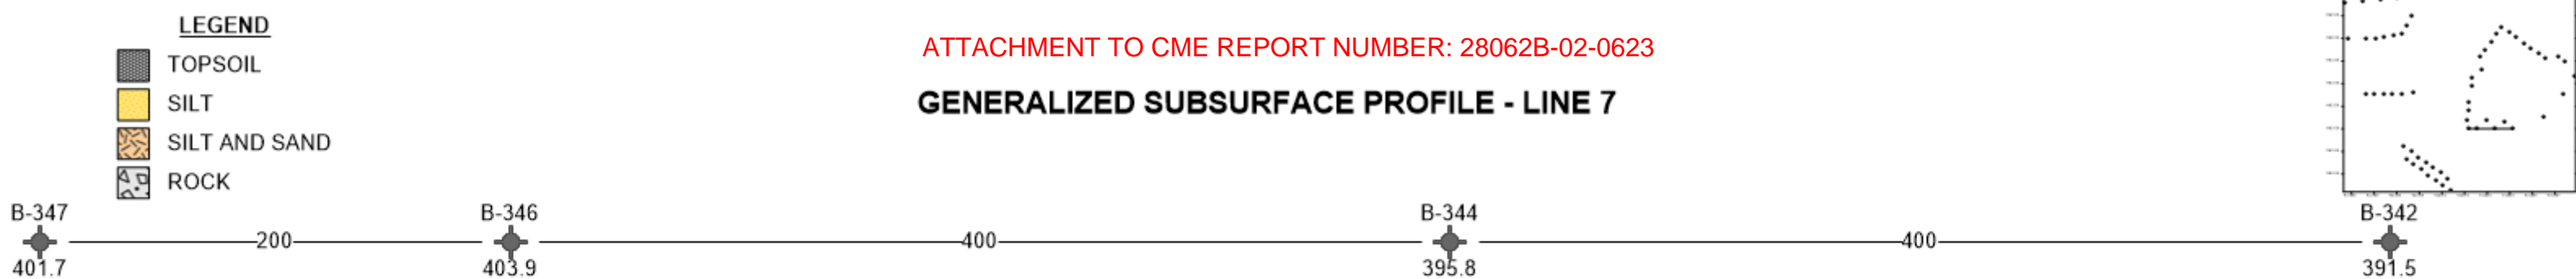 LEGEND
TOPSOIL
SILT
SILT AND SAND
ROCK
ATTACHMENT TO CME REPORT NUMBER: 28062B-02-0623
GENERALIZED SUBSURFACE PROFILE - LINE 7
B-347 B-346 B-344 B-342
200 400 400
401.7 403.9 395.8 391.5